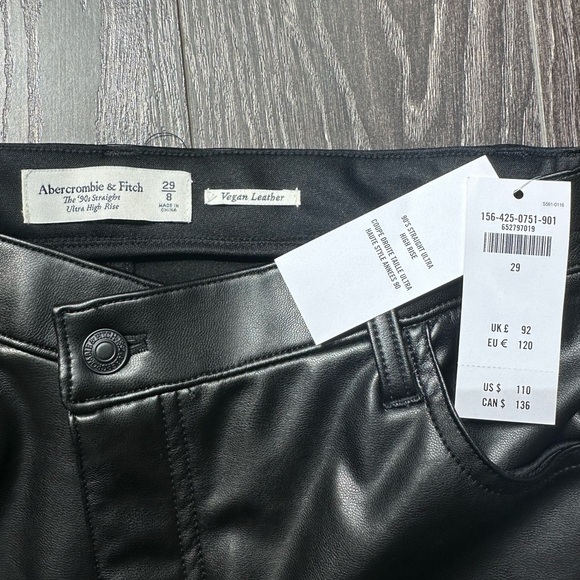 Abercrombie & Fitch
The '90s Straight
Ultra High Rise
29
8
MADE IN
CHINA
Vegan Leather
90'S STRAIGHT ULTRA
HIGH RISE
COUPE DROITE TAILLE ULTRA
HAUTE STYLE ANNEES 90
156-425-0751-901
652797019
29
UK £ 92
EU € 120
US $ 110
CAN $ 136